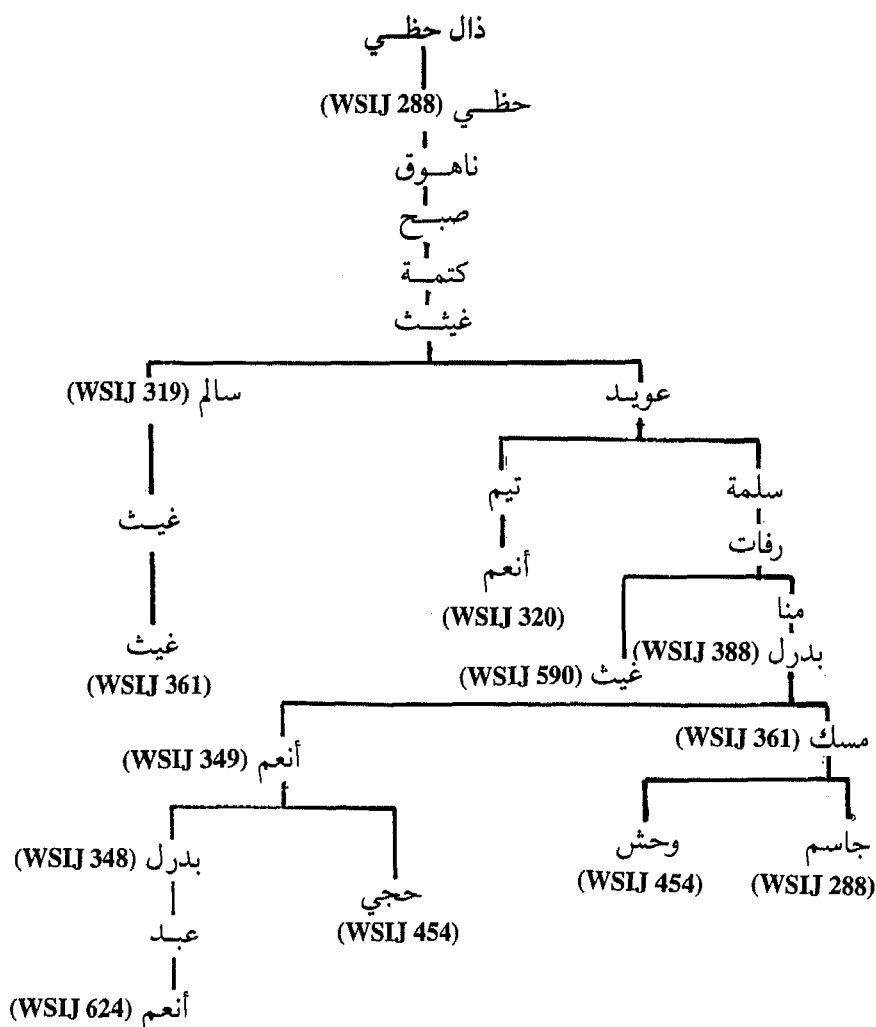 ذال حظي
حظي (WSIJ 288)
ناهوق
صبح
كتمة
غيثث
عويد
سالم (WSIJ 319)
سلمة
تيم
غيث
رفات
أنعم
(WSIJ 320)
منا
غيث
(WSIJ 361)
بدرل (WSIJ 388)
غيث (WSIJ 590)
مسك (WSIJ 361)
أنعم (WSIJ 349)
جاسم
(WSIJ 288)
وحش
(WSIJ 454)
بدرل (WSIJ 348)
حجي
(WSIJ 454)
عبد
أنعم (WSIJ 624)